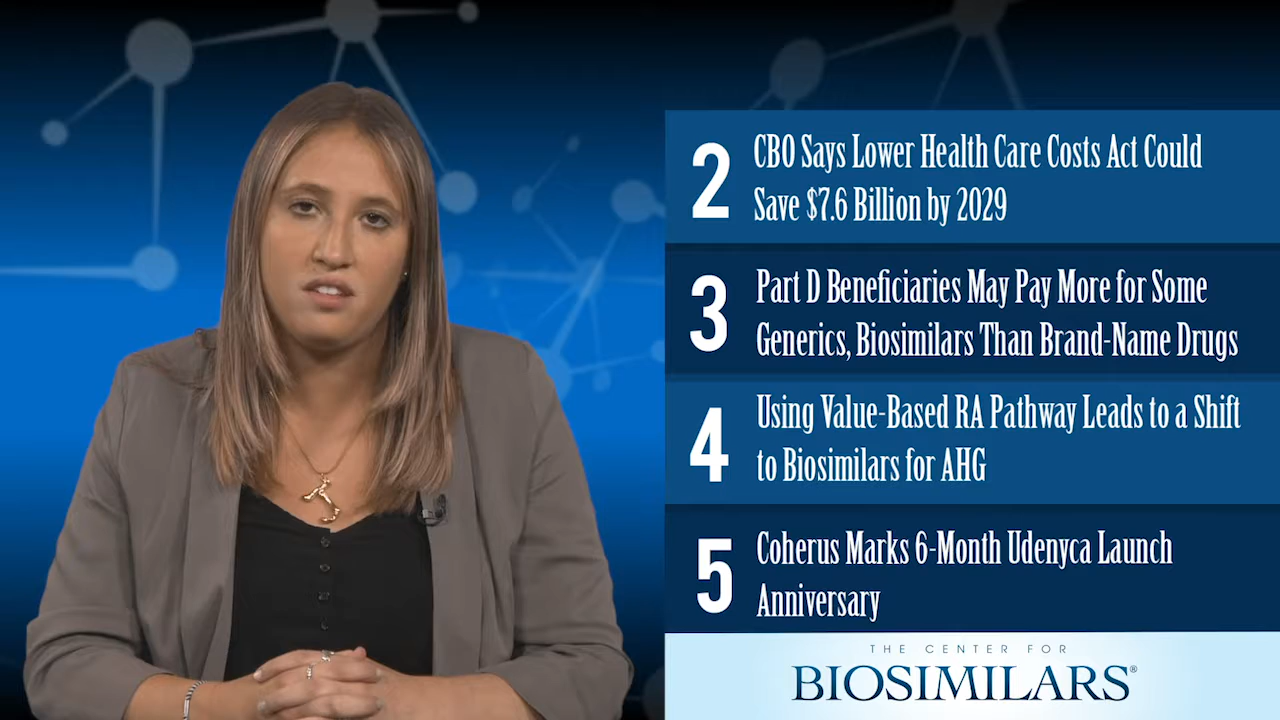 2
CBO Says Lower Health Care Costs Act Could
Save $7.6 Billion by 2029
3
Part D Beneficiaries May Pay More for Some
Generics, Biosimilars Than Brand-Name Drugs
4
Using Value-Based RA Pathway Leads to a Shift
to Biosimilars for AHG
5
Coherus Marks 6-Month Udenyca Launch
Anniversary
THE CENTER FOR
BIOSIMILARS®